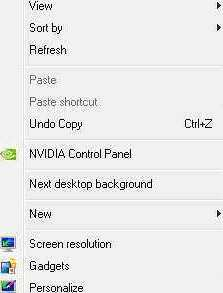 View
Sort by
Refresh
Paste
Paste shortcut
Undo Copy Ctrl+Z
NVIDIA Control Panel
Next desktop background
New
Screen resolution
Gadgets
Personalize